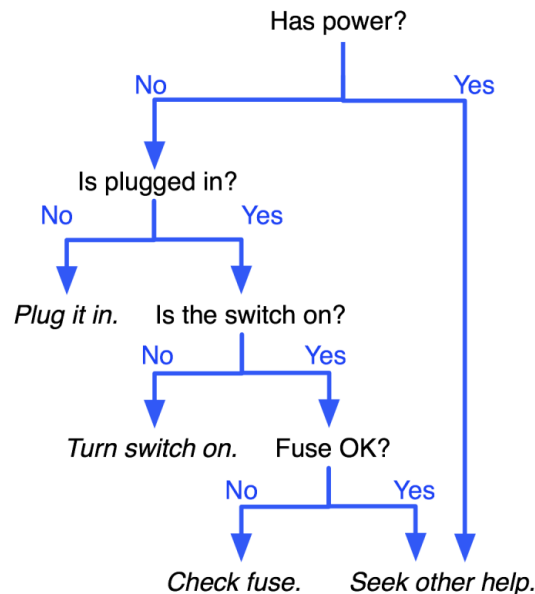 Has power?
No Yes
Is plugged in?
No Yes
Plug it in. Is the switch on?
No Yes
Turn switch on. Fuse OK?
No Yes
Check fuse. Seek other help.